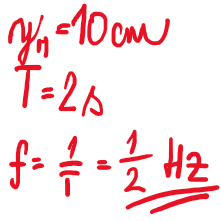 yₘ = 10 cm
T = 2 s
f = 1/T = 1/2 Hz